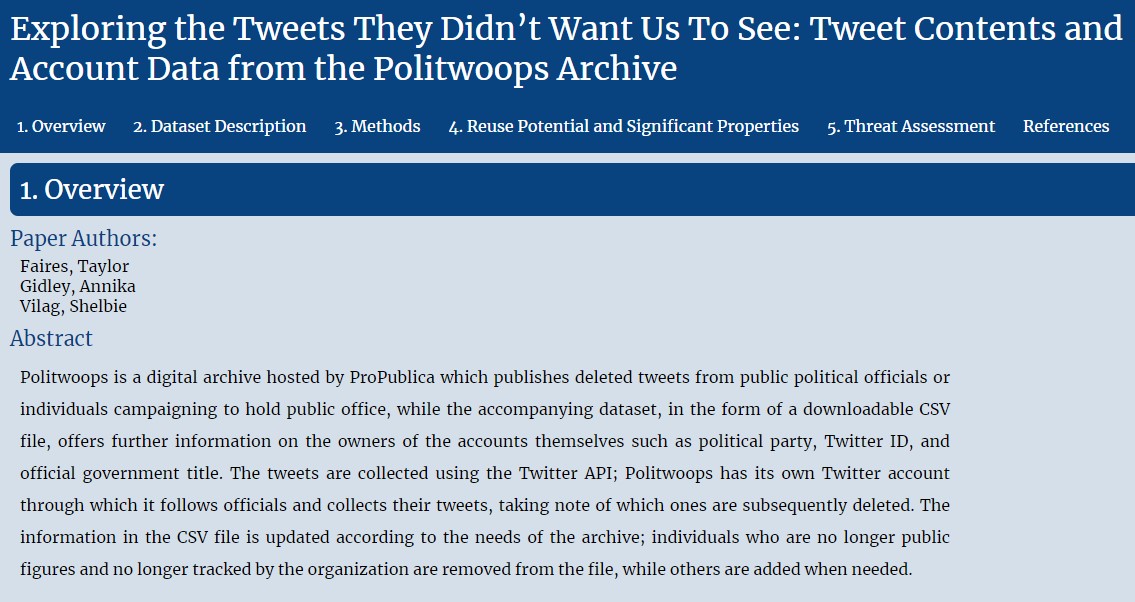 Exploring the Tweets They Didn’t Want Us To See: Tweet Contents and
Account Data from the Politwoops Archive
1. Overview 2. Dataset Description 3. Methods 4. Reuse Potential and Significant Properties 5. Threat Assessment References
1. Overview
Paper Authors:
Faires, Taylor
Gidley, Annika
Vilag, Shelbie
Abstract
Politwoops is a digital archive hosted by ProPublica which publishes deleted tweets from public political officials or
individuals campaigning to hold public office, while the accompanying dataset, in the form of a downloadable CSV
file, offers further information on the owners of the accounts themselves such as political party, Twitter ID, and
official government title. The tweets are collected using the Twitter API; Politwoops has its own Twitter account
through which it follows officials and collects their tweets, taking note of which ones are subsequently deleted. The
information in the CSV file is updated according to the needs of the archive; individuals who are no longer public
figures and no longer tracked by the organization are removed from the file, while others are added when needed.